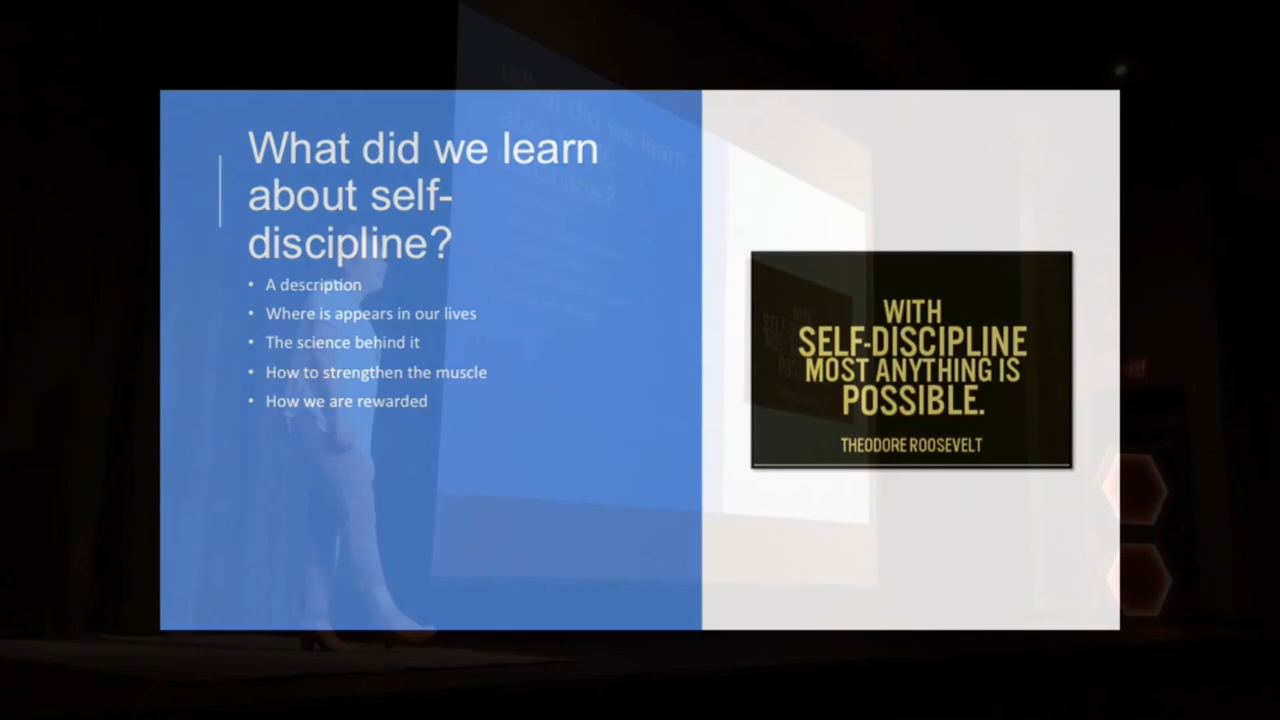 What did we learn
about self-
discipline?
• A description
• Where is appears in our lives
• The science behind it
• How to strengthen the muscle
• How we are rewarded
WITH
SELF-DISCIPLINE
MOST ANYTHING IS
POSSIBLE.
THEODORE ROOSEVELT